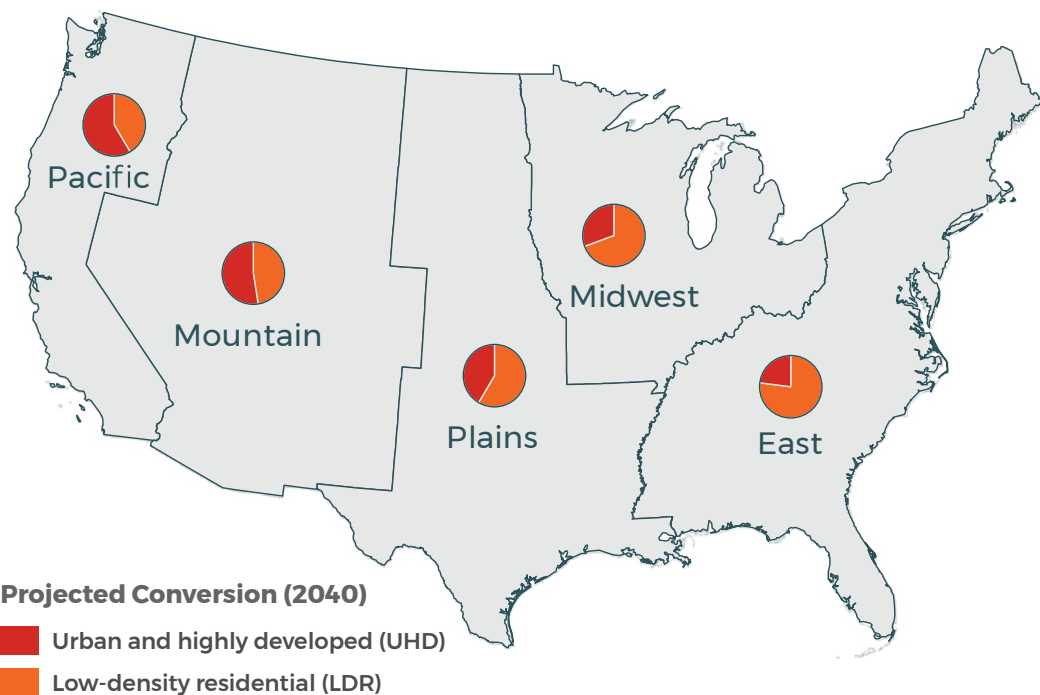 Pacific
Mountain
Midwest
Plains
East
Projected Conversion (2040)
Urban and highly developed (UHD)
Low-density residential (LDR)